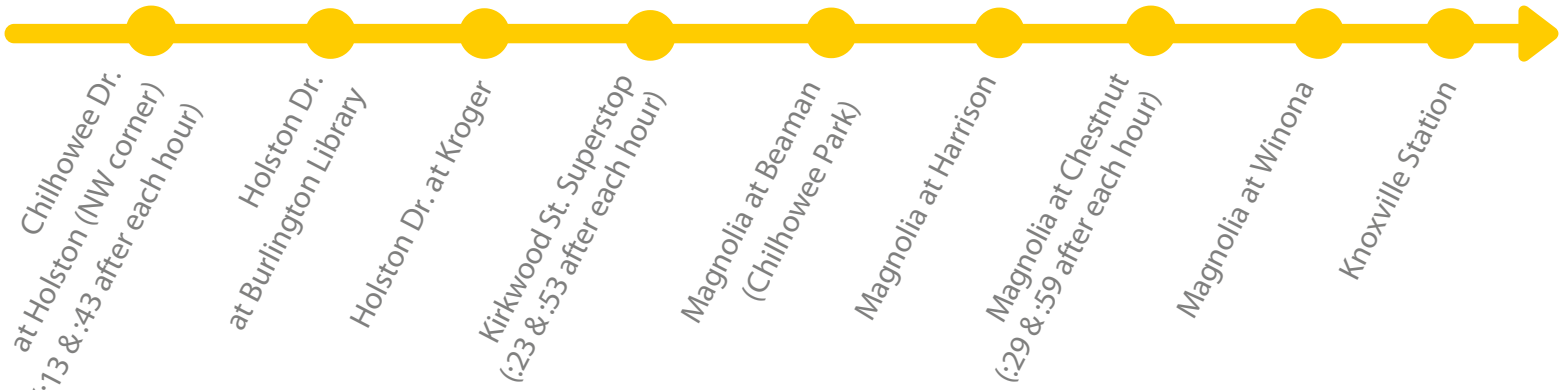 Chilhowee Dr.
at Holston (NW corner)
:13 & :43 after each hour)
Holston Dr.
at Burlington Library
Holston Dr. at Kroger
Kirkwood St. Superstop
(:23 & :53 after each hour)
Magnolia at Beaman
(Chilhowee Park)
Magnolia at Harrison
Magnolia at Chestnut
(:29 & :59 after each hour)
Magnolia at Winona
Knoxville Station